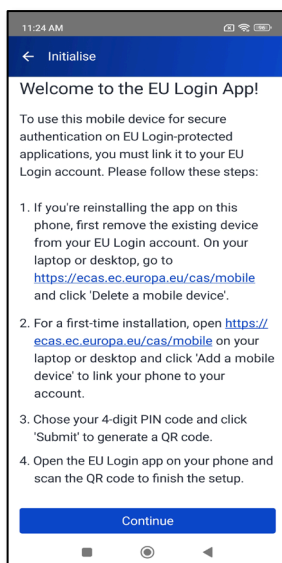 11:24 AM
Initialise
Welcome to the EU Login App!
To use this mobile device for secure
authentication on EU Login-protected
applications, you must link it to your EU
Login account. Please follow these steps:
1. If you're reinstalling the app on this
phone, first remove the existing device
from your EU Login account. On your
laptop or desktop, go to
https://ecas.ec.europa.eu/cas/mobile
and click 'Delete a mobile device'.
2. For a first-time installation, open https://
ecas.ec.europa.eu/cas/mobile on your
laptop or desktop and click 'Add a mobile
device' to link your phone to your
account.
3. Chose your 4-digit PIN code and click
'Submit' to generate a QR code.
4. Open the EU Login app on your phone and
scan the QR code to finish the setup.
Continue